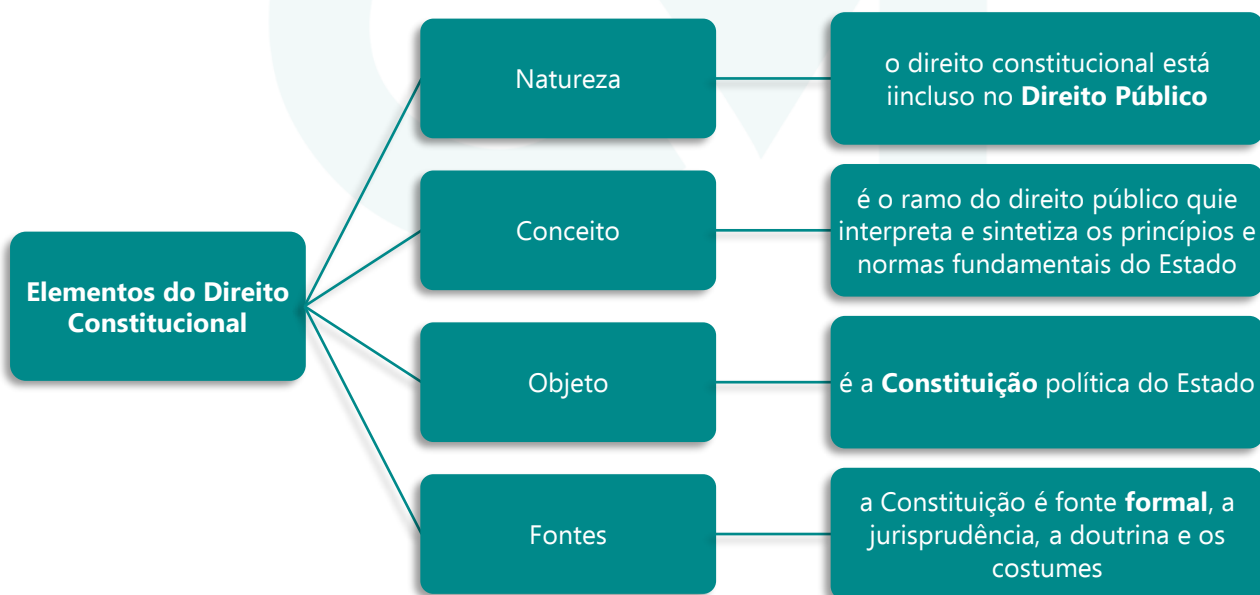 Natureza
o direito constitucional está
iincluso no Direito Público
Conceito
é o ramo do direito público quie
interpreta e sintetiza os princípios e
normas fundamentais do Estado
Elementos do Direito
Constitucional
Objeto
é a Constituição política do Estado
Fontes
a Constituição é fonte formal, a
jurisprudência, a doutrina e os
costumes